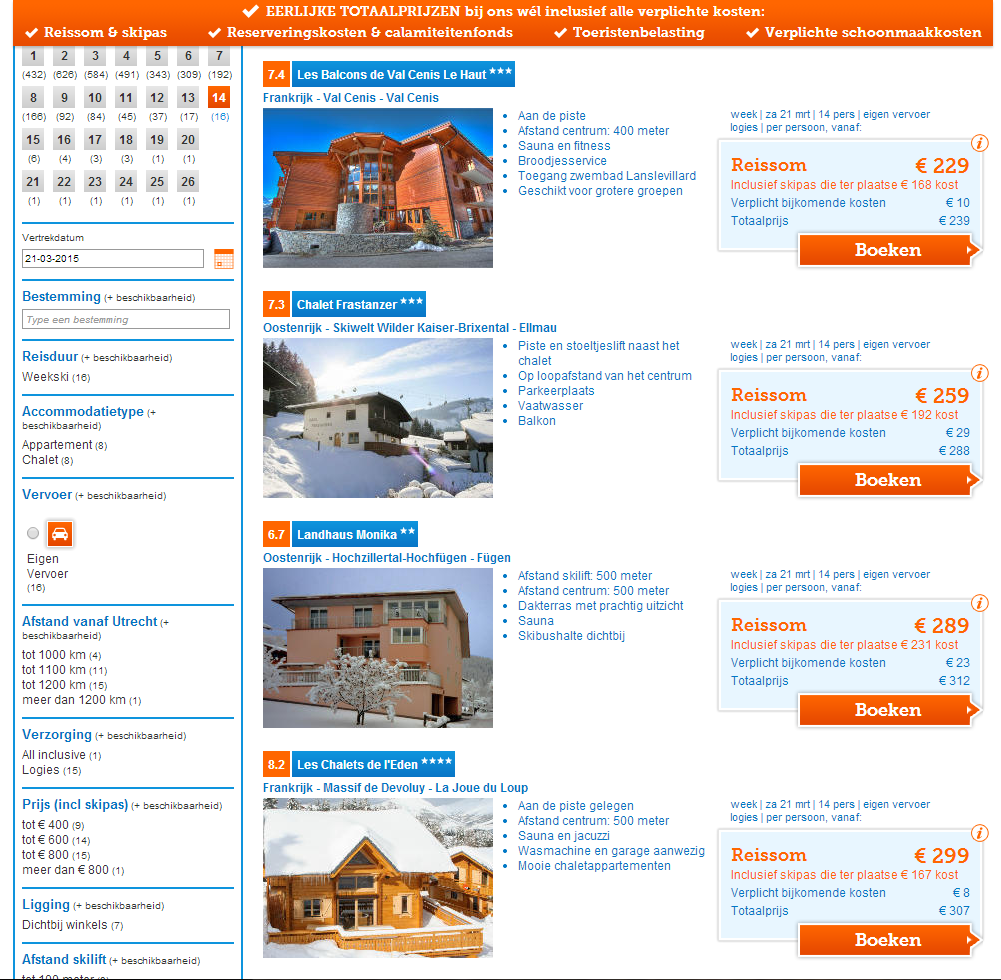 EERLIJKE TOTAALPRIJZEN bij ons wél inclusief alle verplichte kosten:
Reissom & skipas Reserveringskosten & calamiteitenfonds Toeristenbelasting Verplichte schoonmaakkosten
1 2 3 4 5 6 7
(432) (626) (584) (491) (343) (309) (192)
8 9 10 11 12 13 14
(166) (92) (84) (45) (37) (17) (16)
15 16 17 18 19 20
(6) (4) (3) (3) (1) (1)
21 22 23 24 25 26
(1) (1) (1) (1) (1) (1)
Vertrekdatum
21-03-2015
Bestemming (+ beschikbaarheid)
Type een bestemming
Reisduur (+ beschikbaarheid)
Weekski (16)
Accommodatietype (+
beschikbaarheid)
Appartement (8)
Chalet (8)
Vervoer (+ beschikbaarheid)
Eigen
Vervoer
(16)
Afstand vanaf Utrecht (+
beschikbaarheid)
tot 1000 km (4)
tot 1100 km (11)
tot 1200 km (15)
meer dan 1200 km (1)
Verzorging (+ beschikbaarheid)
All inclusive (1)
Logies (15)
Prijs (incl skipas) (+ beschikbaarheid)
tot € 400 (9)
tot € 600 (14)
tot € 800 (15)
meer dan € 800 (1)
Ligging (+ beschikbaarheid)
Dichtbij winkels (7)
Afstand skilift (+ beschikbaarheid)
7.4 Les Balcons de Val Cenis Le Haut ***
Frankrijk - Val Cenis - Val Cenis
• Aan de piste
• Afstand centrum: 400 meter
• Sauna en fitness
• Broodjesservice
• Toegang zwembad Lanslevillard
• Geschikt voor grotere groepen
week | za 21 mrt | 14 pers | eigen vervoer
logies | per persoon, vanaf:
i
Reissom € 229
Inclusief skipas die ter plaatse € 168 kost
Verplicht bijkomende kosten € 10
Totaalprijs € 239
Boeken
7.3 Chalet Frastanzer ***
Oostenrijk - Skiwelt Wilder Kaiser-Brixental - Ellmau
• Piste en stoeltjeslift naast het
chalet
• Op loopafstand van het centrum
• Parkeerplaats
• Vaatwasser
• Balkon
week | za 21 mrt | 14 pers | eigen vervoer
logies | per persoon, vanaf:
i
Reissom € 259
Inclusief skipas die ter plaatse € 192 kost
Verplicht bijkomende kosten € 29
Totaalprijs € 288
Boeken
6.7 Landhaus Monika **
Oostenrijk - Hochzillertal-Hochfügen - Fügen
• Afstand skilift: 500 meter
• Afstand centrum: 500 meter
• Dakterras met prachtig uitzicht
• Sauna
• Skibushalte dichtbij
week | za 21 mrt | 14 pers | eigen vervoer
logies | per persoon, vanaf:
i
Reissom € 289
Inclusief skipas die ter plaatse € 231 kost
Verplicht bijkomende kosten € 23
Totaalprijs € 312
Boeken
8.2 Les Chalets de l'Eden ****
Frankrijk - Massif de Devoluy - La Joue du Loup
• Aan de piste gelegen
• Afstand centrum: 500 meter
• Sauna en jacuzzi
• Wasmachine en garage aanwezig
• Mooie chaletappartementen
week | za 21 mrt | 14 pers | eigen vervoer
logies | per persoon, vanaf:
i
Reissom € 299
Inclusief skipas die ter plaatse € 167 kost
Verplicht bijkomende kosten € 8
Totaalprijs € 307
Boeken